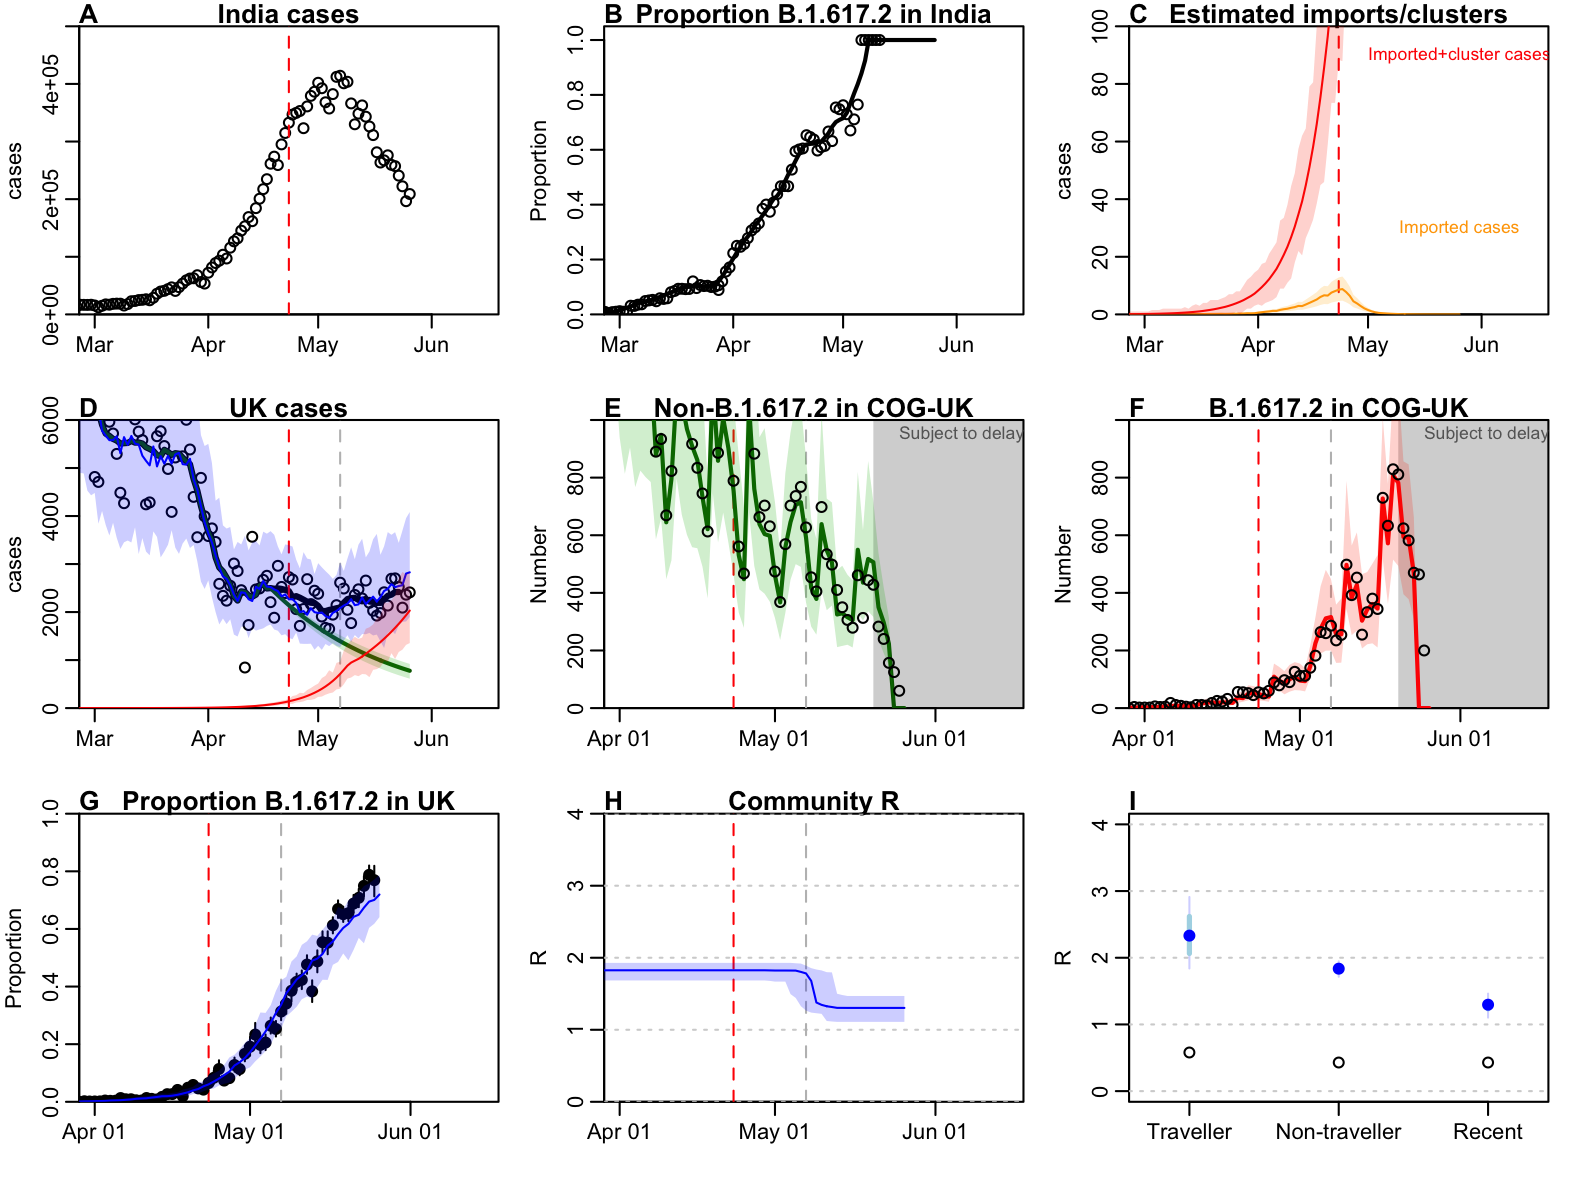 A India cases
cases
0e+00 2e+05 4e+05
Mar Apr May Jun
B Proportion B.1.617.2 in India
Proportion
0.0 0.2 0.4 0.6 0.8 1.0
Mar Apr May Jun
C Estimated imports/clusters
cases
0 20 40 60 80 100
Imported+cluster cases
Imported cases
Mar Apr May Jun
D UK cases
cases
0 2000 4000 6000
Mar Apr May Jun
E Non-B.1.617.2 in COG-UK
Number
0 200 400 600 800
Subject to delay
Apr 01 May 01 Jun 01
F B.1.617.2 in COG-UK
Number
0 200 400 600 800
Subject to delay
Apr 01 May 01 Jun 01
G Proportion B.1.617.2 in UK
Proportion
0.0 0.2 0.4 0.6 0.8 1.0
Apr 01 May 01 Jun 01
H Community R
R
0 1 2 3 4
Apr 01 May 01 Jun 01
I
R
0 1 2 3 4
Traveller Non-traveller Recent